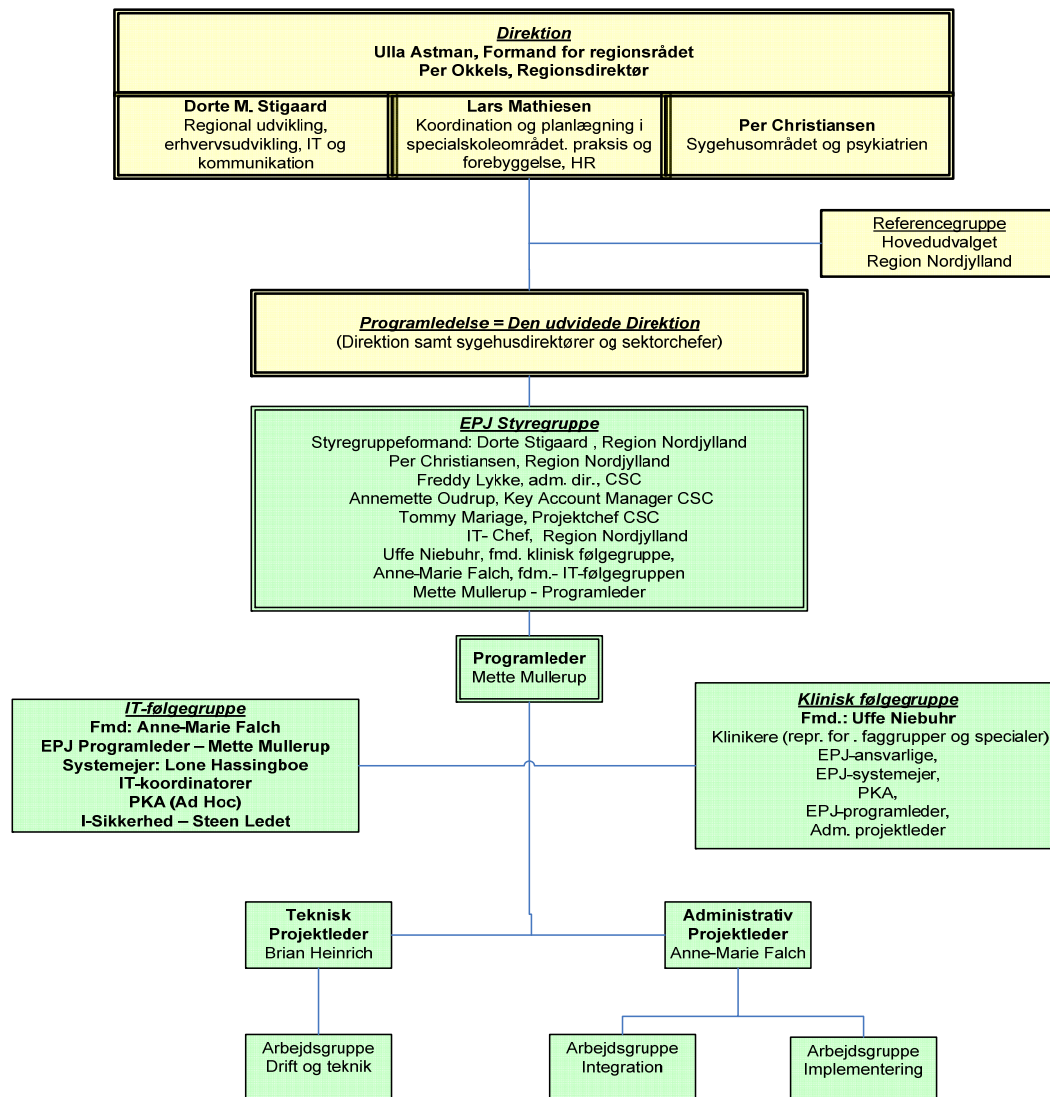 Direktion
Ulla Astman, Formand for regionsrådet
Per Okkels, Regionsdirektør
Dorte M. Stigaard
Regional udvikling,
erhvervsudvikling, IT og
kommunikation
Lars Mathiesen
Koordination og planlægning i
specialskoleområdet. praksis og
forebyggelse, HR
Per Christiansen
Sygehusområdet og psykiatrien
Referencegruppe
Hovedudvalget
Region Nordjylland
Programledelse = Den udvidede Direktion
(Direktion samt sygehusdirektører og sektorchefer)
EPJ Styregruppe
Styregruppeformand: Dorte Stigaard , Region Nordjylland
Per Christiansen, Region Nordjylland
Freddy Lykke, adm. dir., CSC
Annemette Oudrup, Key Account Manager CSC
Tommy Mariage, Projektchef CSC
IT- Chef, Region Nordjylland
Uffe Niebuhr, fmd. klinisk følgegruppe,
Anne-Marie Falch, fdm.- IT-følgegruppen
Mette Mullerup - Programleder
Programleder
Mette Mullerup
IT-følgegruppe
Fmd: Anne-Marie Falch
EPJ Programleder – Mette Mullerup
Systemejer: Lone Hassingboe
IT-koordinatorer
PKA (Ad Hoc)
I-Sikkerhed – Steen Ledet
Klinisk følgegruppe
Fmd.: Uffe Niebuhr
Klinikere (repr. for . faggrupper og specialer)
EPJ-ansvarlige,
EPJ-systemejer,
PKA,
EPJ-programleder,
Adm. projektleder
Teknisk
Projektleder
Brian Heinrich
Administrativ
Projektleder
Anne-Marie Falch
Arbejdsgruppe
Drift og teknik
Arbejdsgruppe
Integration
Arbejdsgruppe
Implementering